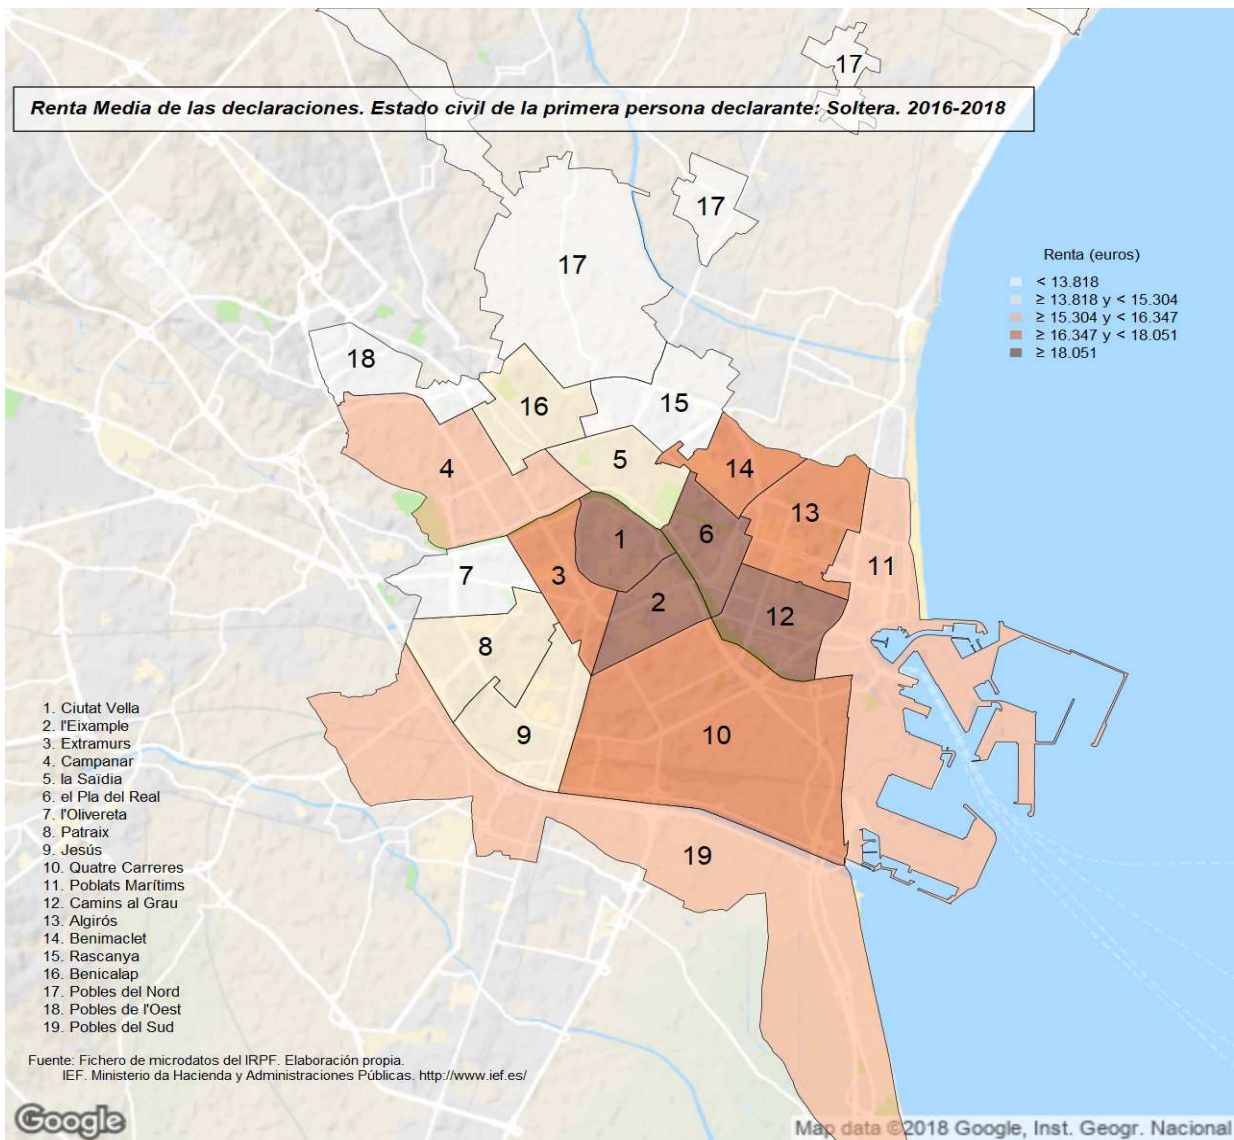 17
Renta Media de las declaraciones. Estado civil de la primera persona declarante: Soltera. 2016-2018
17
17
Renta (euros)
< 13.818
≥ 13.818 y < 15.304
≥ 15.304 y < 16.347
≥ 16.347 y < 18.051
≥ 18.051
18
16
15
4
5
14
13
1
6
11
7
3
2
12
8
9
10
19
1. Ciutat Vella
2. l'Eixample
3. Extramurs
4. Campanar
5. la Saïdia
6. el Pla del Real
7. l'Olivereta
8. Patraix
9. Jesús
10. Quatre Carreres
11. Poblats Marítims
12. Camins al Grau
13. Algirós
14. Benimaclet
15. Rascanya
16. Benicalap
17. Pobles del Nord
18. Pobles de l'Oest
19. Pobles del Sud
Fuente: Fichero de microdatos del IRPF. Elaboración propia.
IEF. Ministerio da Hacienda y Administraciones Públicas. http://www.ief.es/
Google
Map data ©2018 Google, Inst. Geogr. Nacional